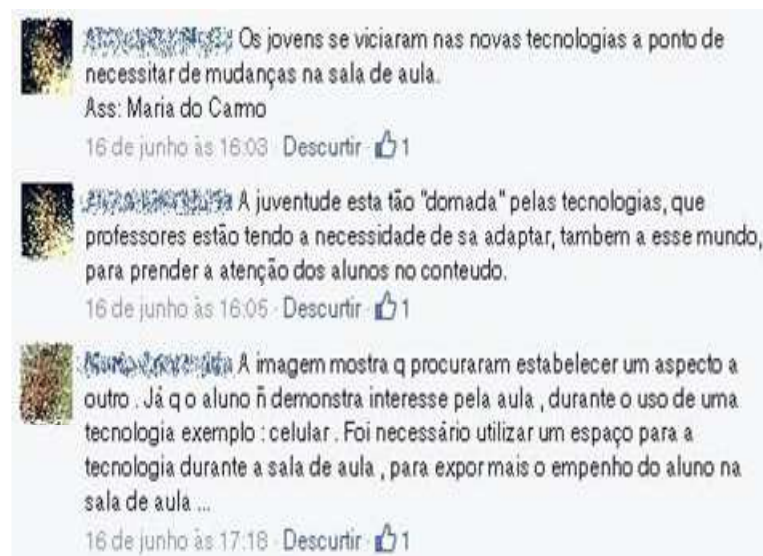 Os jovens se viciaram nas novas tecnologias a ponto de
necessitar de mudanças na sala de aula.
Ass: Maria do Carmo
16 de junho às 16:03 · Descurtir · 1
A juventude esta tão "domada" pelas tecnologias, que
professores estão tendo a necessidade de sa adaptar, tambem a esse mundo,
para prender a atenção dos alunos no conteudo.
16 de junho às 16:05 · Descurtir · 1
A imagem mostra q procuraram estabelecer um aspecto a
outro . Já q o aluno ñ demonstra interesse pela aula , durante o uso de uma
tecnologia exemplo : celular . Foi necessário utilizar um espaço para a
tecnologia durante a sala de aula , para expor mais o empenho do aluno na
sala de aula ...
16 de junho às 17:18 · Descurtir · 1